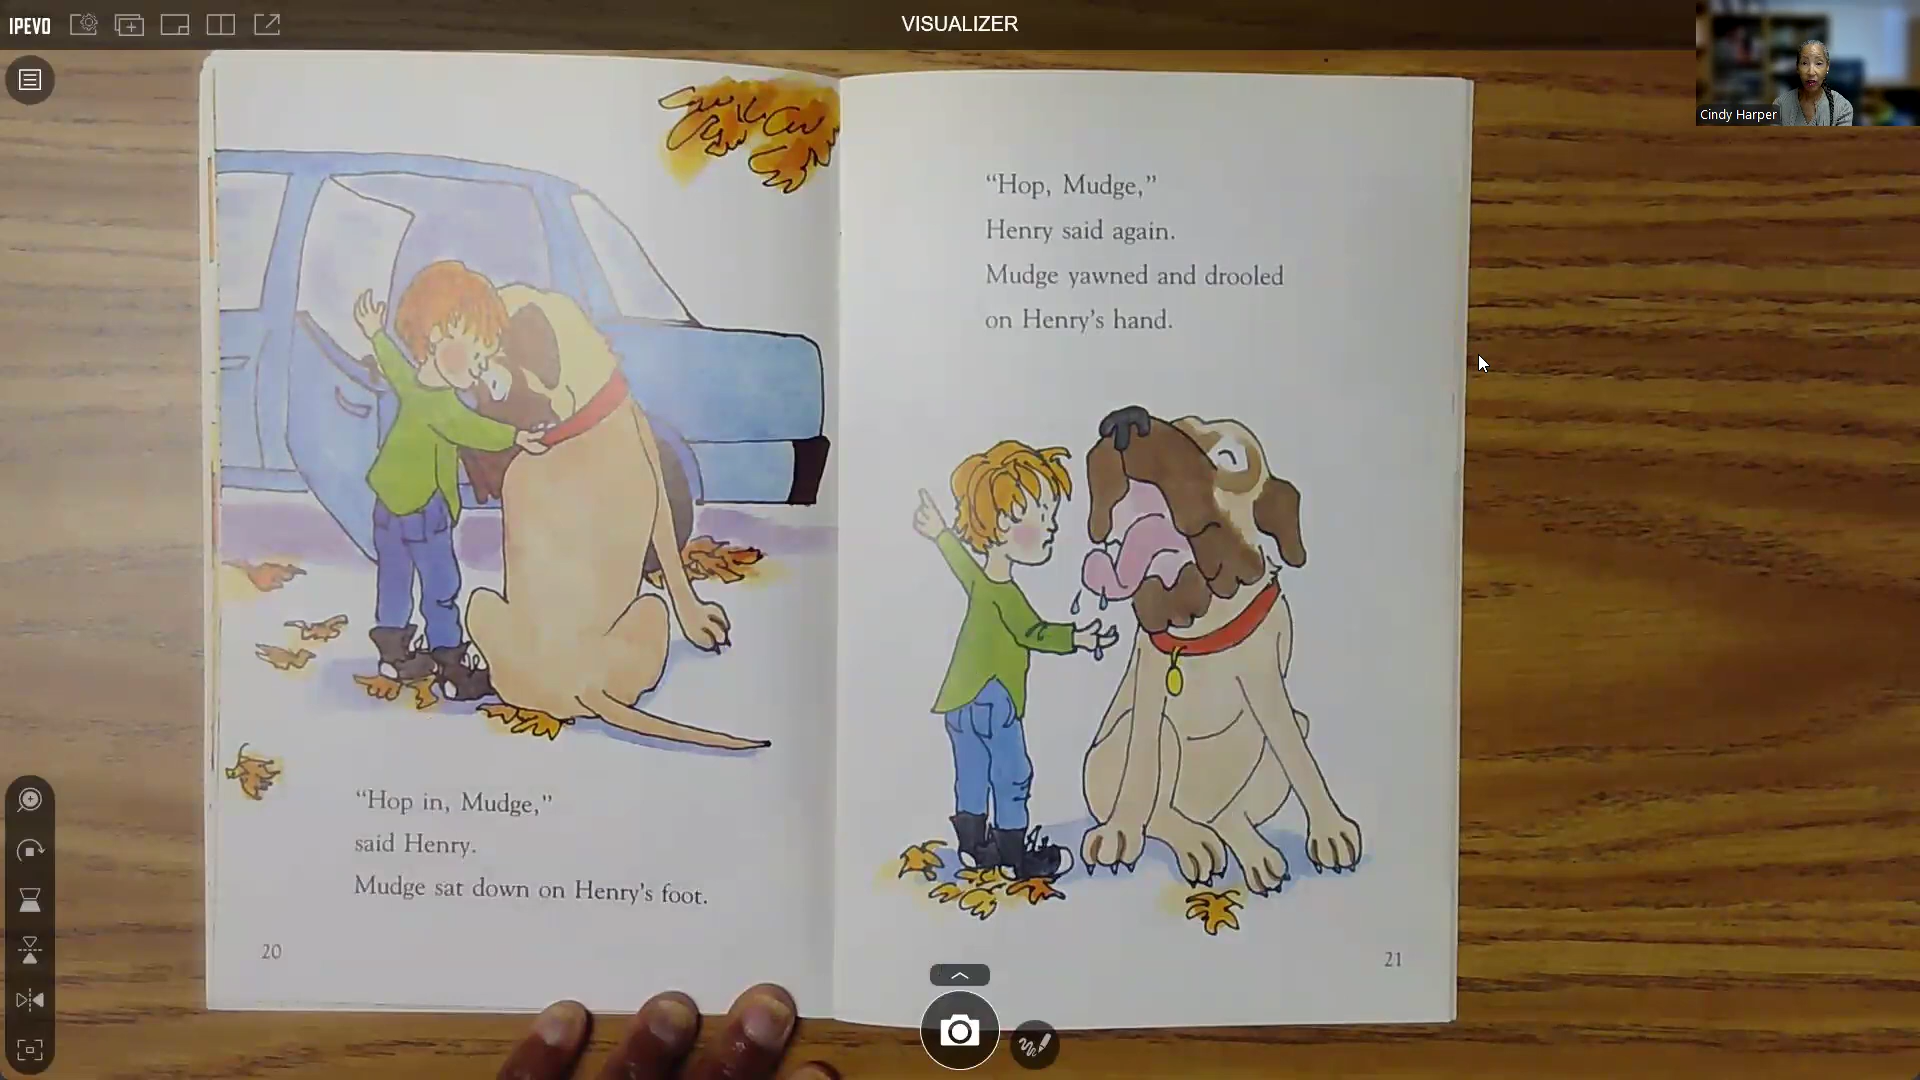 IPEVO
VISUALIZER
Cindy Harper
“Hop in, Mudge,”
said Henry.
Mudge sat down on Henry’s foot.
20
“Hop, Mudge,”
Henry said again.
Mudge yawned and drooled
on Henry’s hand.
21